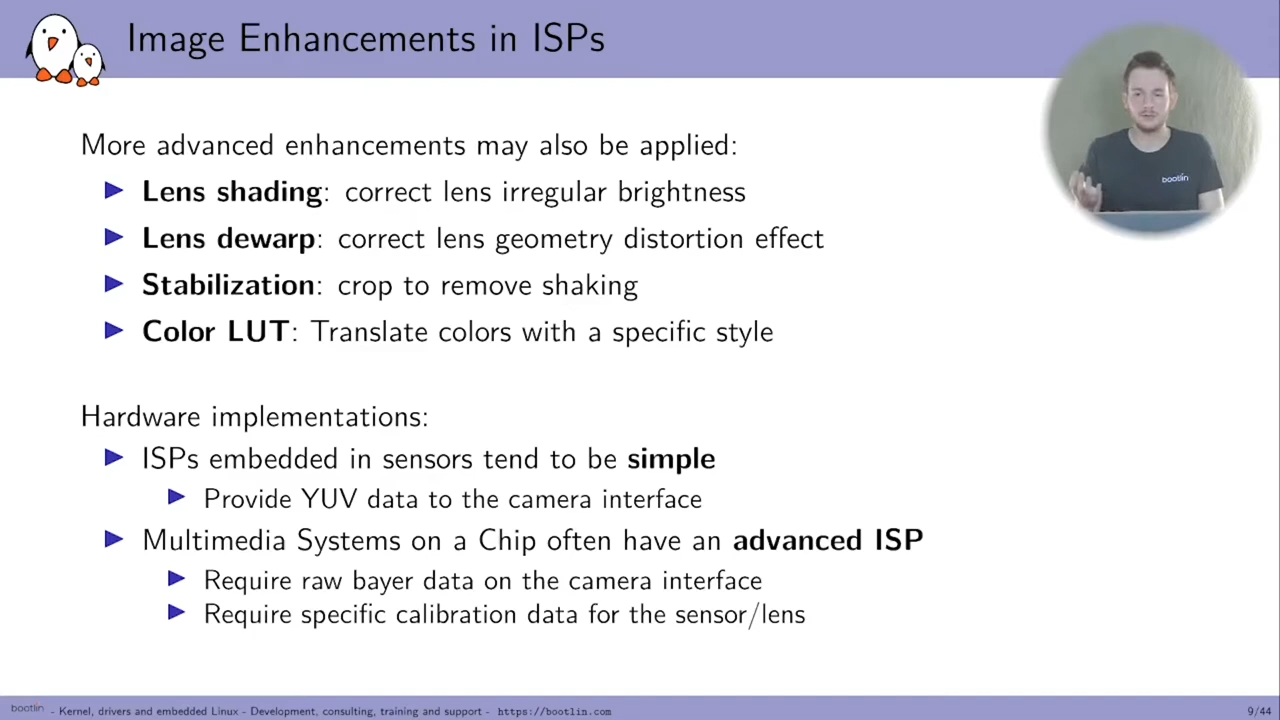 Image Enhancements in ISPs
bootlin
More advanced enhancements may also be applied:
Lens shading: correct lens irregular brightness
Lens dewarp: correct lens geometry distortion effect
Stabilization: crop to remove shaking
Color LUT: Translate colors with a specific style
Hardware implementations:
ISPs embedded in sensors tend to be simple
Provide YUV data to the camera interface
Multimedia Systems on a Chip often have an advanced ISP
Require raw bayer data on the camera interface
Require specific calibration data for the sensor/lens
bootlin - Kernel, drivers and embedded Linux - Development, consulting, training and support - https://bootlin.com 9/44